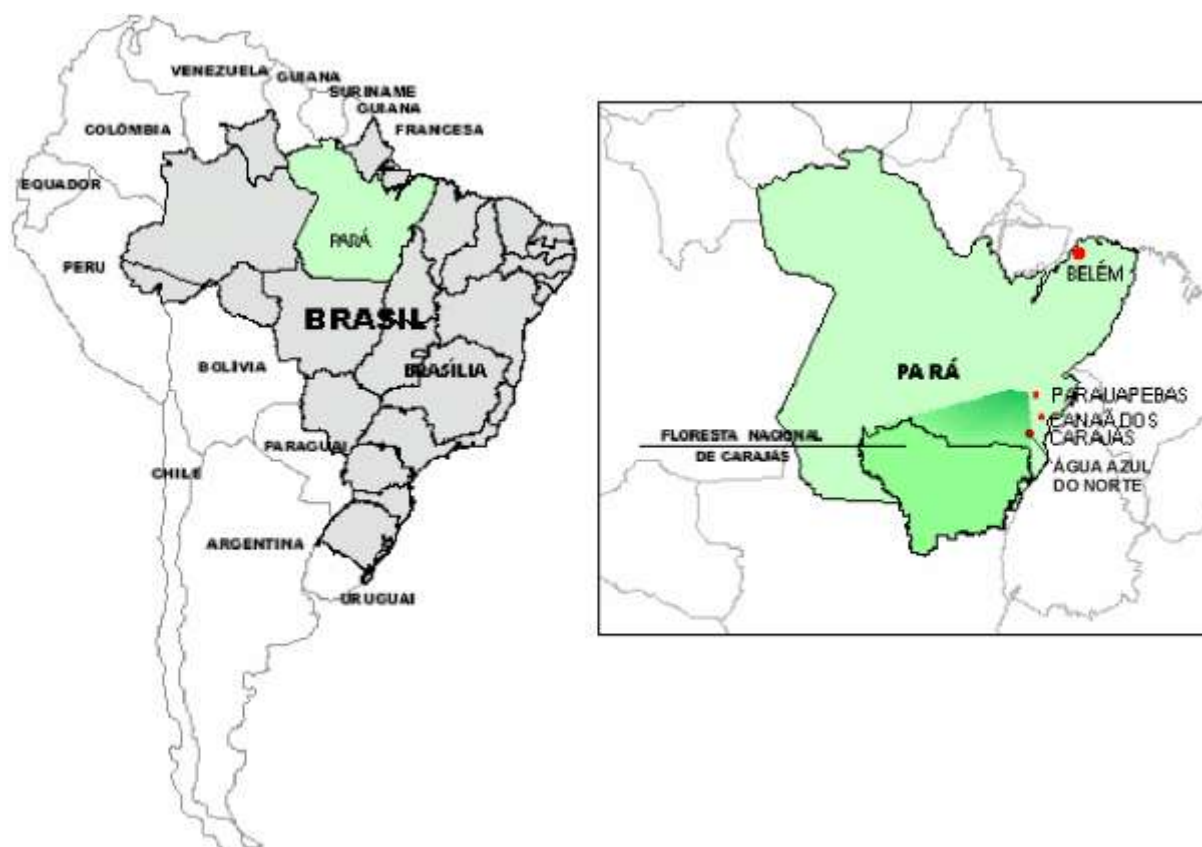 VENEZUELA
GUIANA
SURINAME
GUIANA
FRANCESA
COLÔMBIA
EQUADOR
PERU
PARÁ
BRASIL
BOLÍVIA
BRASÍLIA
PARAGUAI
CHILE
ARGENTINA
URUGUAI
BELÉM
PARÁ
PARAUAPEBAS
CANAÃ DOS
CARAJÁS
FLORESTA NACIONAL
DE CARAJÁS
ÁGUA AZUL
DO NORTE